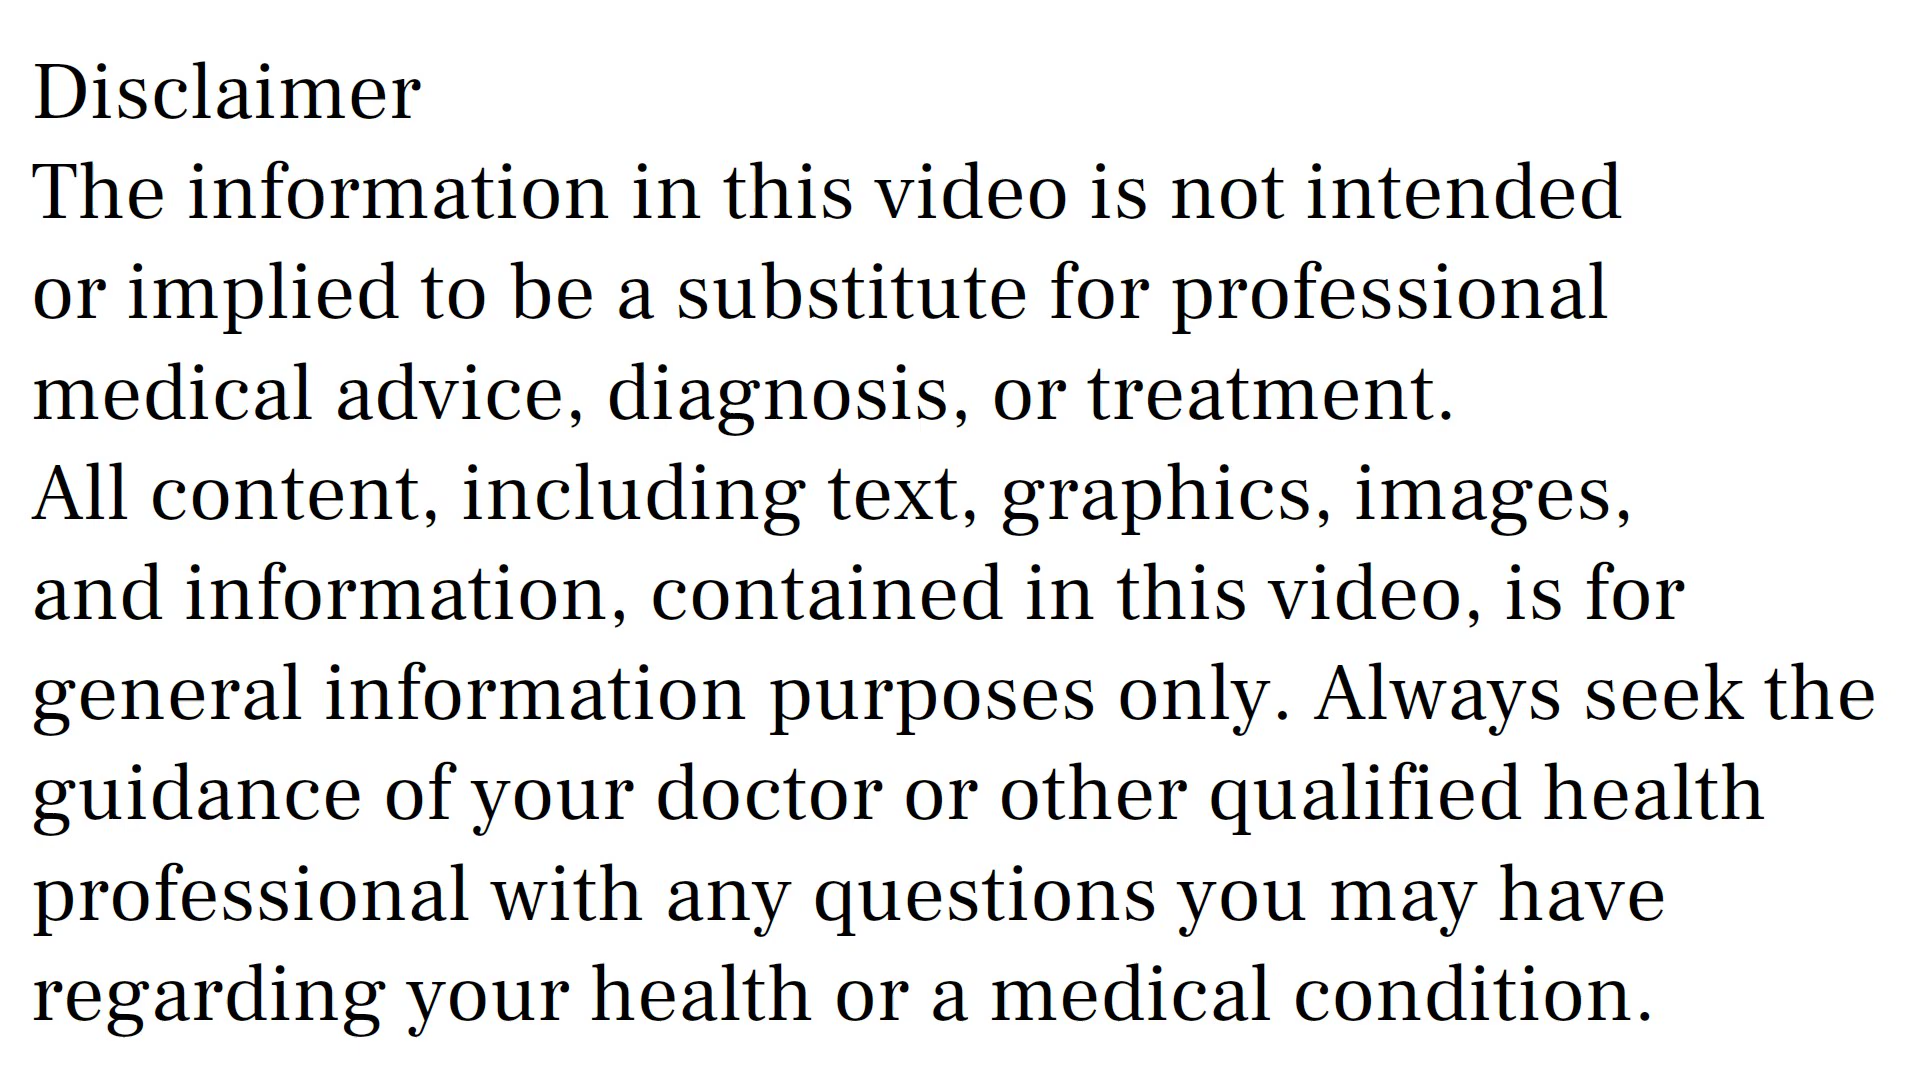 Disclaimer
The information in this video is not intended
or implied to be a substitute for professional
medical advice, diagnosis, or treatment.
All content, including text, graphics, images,
and information, contained in this video, is for
general information purposes only. Always seek the
guidance of your doctor or other qualified health
professional with any questions you may have
regarding your health or a medical condition.